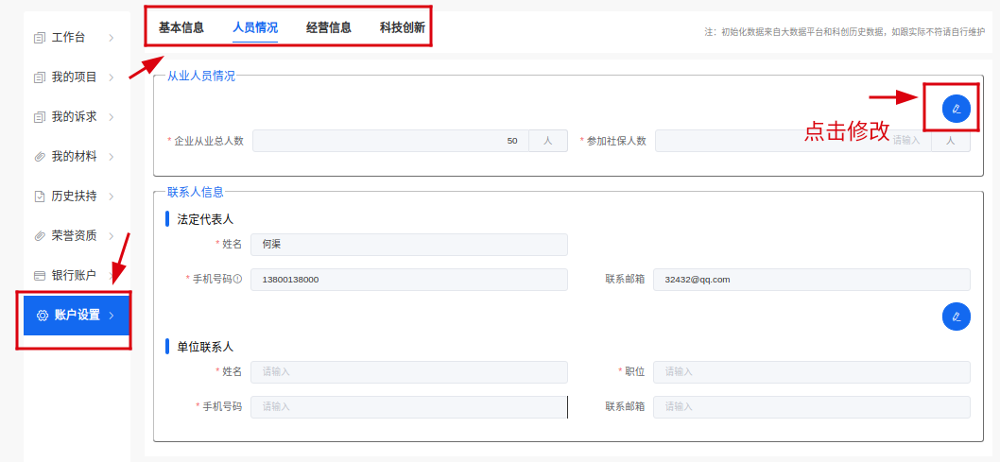 基本信息 人员情况 经营信息 科技创新
注：初始化数据来自大数据平台和科创历史数据，如跟实际不符请自行维护
工作台
我的项目
我的诉求
我的材料
历史扶持
荣誉资质
银行账户
账户设置
从业人员情况
点击修改
* 企业从业总人数 50 人 * 参加社保人数 请输入 人
联系人信息
法定代表人
* 姓名 何渠
* 手机号码 13800138000 联系邮箱 32432@qq.com
单位联系人
* 姓名 请输入 * 职位 请输入
* 手机号码 请输入 联系邮箱 请输入